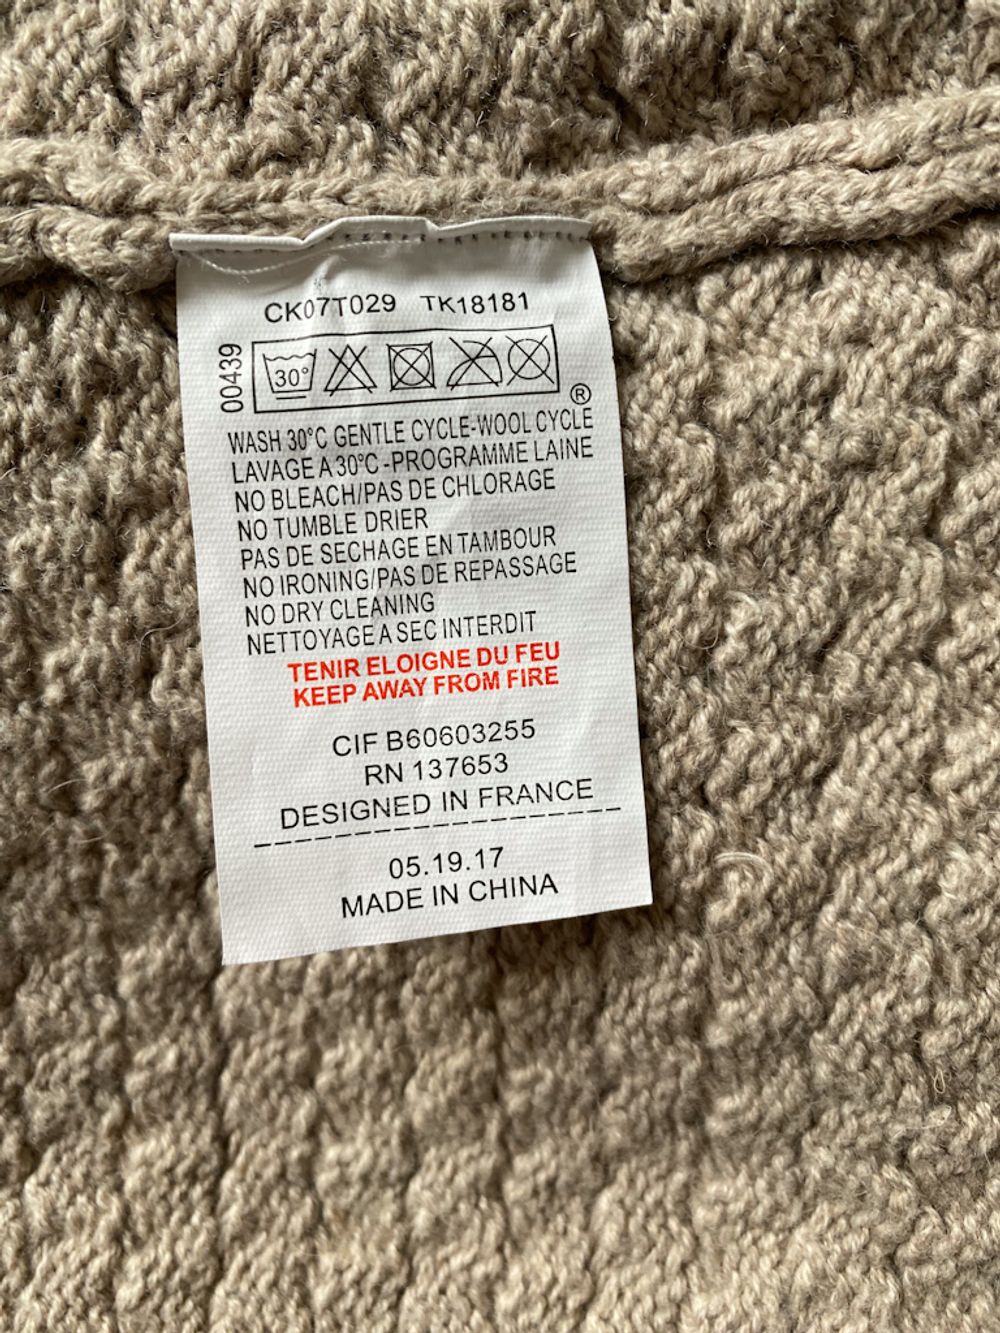 CK07T029 TK18181
00439
30°
®
WASH 30°C GENTLE CYCLE-WOOL CYCLE
LAVAGE A 30°C-PROGRAMME LAINE
NO BLEACH/PAS DE CHLORAGE
NO TUMBLE DRIER
PAS DE SECHAGE EN TAMBOUR
NO IRONING/PAS DE REPASSAGE
NO DRY CLEANING
NETTOYAGE A SEC INTERDIT
TENIR ELOIGNE DU FEU
KEEP AWAY FROM FIRE
CIF B60603255
RN 137653
DESIGNED IN FRANCE
05.19.17
MADE IN CHINA